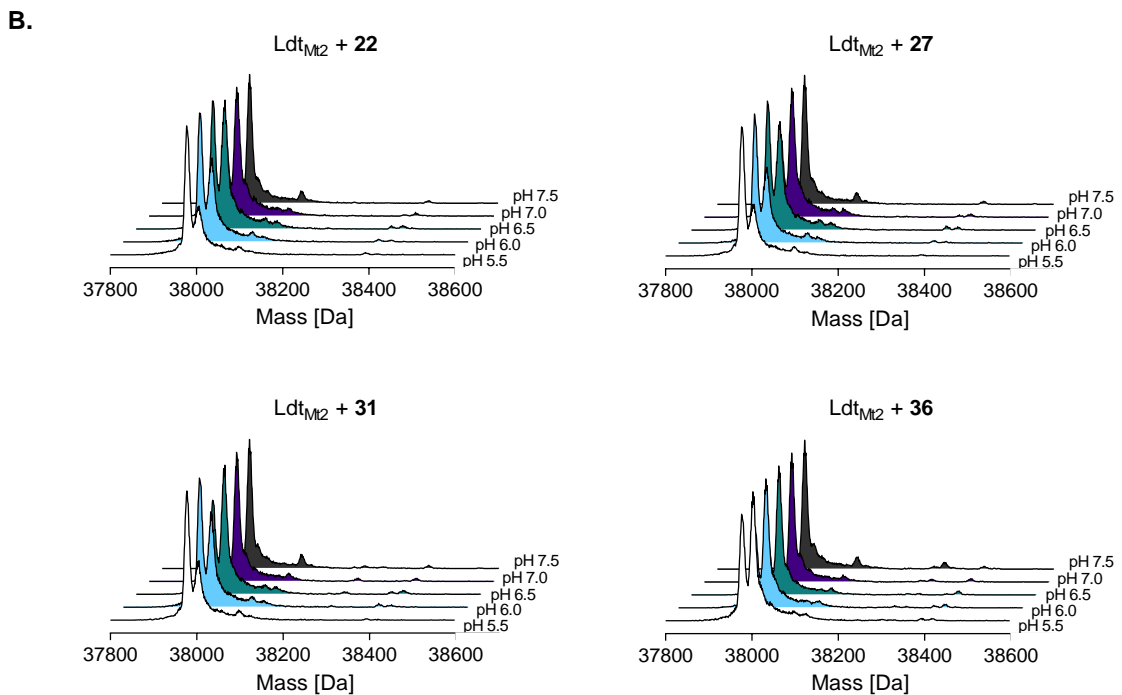 B.
Ldt_Mt2 + 22
pH 7.5
pH 7.0
pH 6.5
pH 6.0
pH 5.5
37800 38000 38200 38400 38600
Mass [Da]
Ldt_Mt2 + 27
pH 7.5
pH 7.0
pH 6.5
pH 6.0
pH 5.5
37800 38000 38200 38400 38600
Mass [Da]
Ldt_Mt2 + 31
pH 7.5
pH 7.0
pH 6.5
pH 6.0
pH 5.5
37800 38000 38200 38400 38600
Mass [Da]
Ldt_Mt2 + 36
pH 7.5
pH 7.0
pH 6.5
pH 6.0
pH 5.5
37800 38000 38200 38400 38600
Mass [Da]